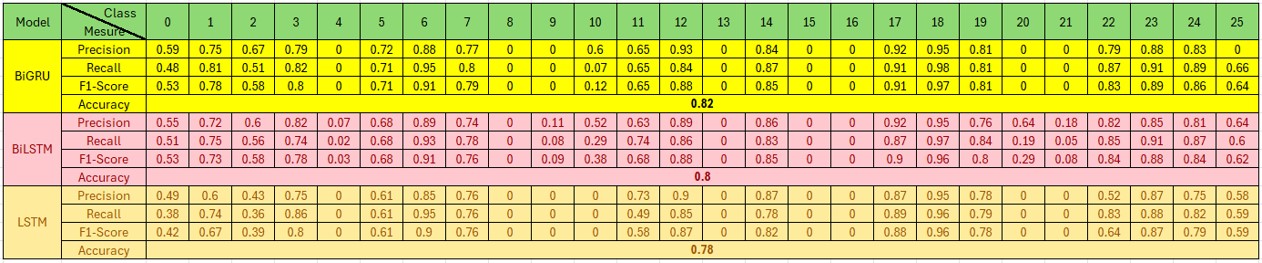 Model Class Mesure 0 1 2 3 4 5 6 7 8 9 10 11 12 13 14 15 16 17 18 19 20 21 22 23 24 25
BiGRU
Precision 0.59 0.75 0.67 0.79 0 0.72 0.88 0.77 0 0 0.6 0.65 0.93 0 0.84 0 0 0.92 0.95 0.81 0 0 0.79 0.88 0.83 0
Recall 0.48 0.81 0.51 0.82 0 0.71 0.95 0.8 0 0 0.07 0.65 0.84 0 0.87 0 0 0.91 0.98 0.81 0 0 0.87 0.91 0.89 0.66
F1-Score 0.53 0.78 0.58 0.8 0 0.71 0.91 0.79 0 0 0.12 0.65 0.88 0 0.85 0 0 0.91 0.97 0.81 0 0 0.83 0.89 0.86 0.64
Accuracy 0.82
BiLSTM
Precision 0.55 0.72 0.6 0.82 0.07 0.68 0.89 0.74 0 0.11 0.52 0.63 0.89 0 0.86 0 0 0.92 0.95 0.76 0.64 0.18 0.82 0.85 0.81 0.64
Recall 0.51 0.75 0.56 0.74 0.02 0.68 0.93 0.78 0 0.08 0.29 0.74 0.86 0 0.83 0 0 0.87 0.97 0.84 0.19 0.05 0.85 0.91 0.87 0.6
F1-Score 0.53 0.73 0.58 0.78 0.03 0.68 0.91 0.76 0 0.09 0.38 0.68 0.88 0 0.85 0 0 0.9 0.96 0.8 0.29 0.08 0.84 0.88 0.84 0.62
Accuracy 0.8
LSTM
Precision 0.49 0.6 0.43 0.75 0 0.61 0.85 0.76 0 0 0 0.73 0.9 0 0.87 0 0 0.87 0.95 0.78 0 0 0.52 0.87 0.75 0.58
Recall 0.38 0.74 0.36 0.86 0 0.61 0.95 0.76 0 0 0 0.49 0.85 0 0.78 0 0 0.89 0.96 0.79 0 0 0.83 0.88 0.82 0.59
F1-Score 0.42 0.67 0.39 0.8 0 0.61 0.9 0.76 0 0 0 0.58 0.87 0 0.82 0 0 0.88 0.96 0.78 0 0 0.64 0.87 0.79 0.59
Accuracy 0.78